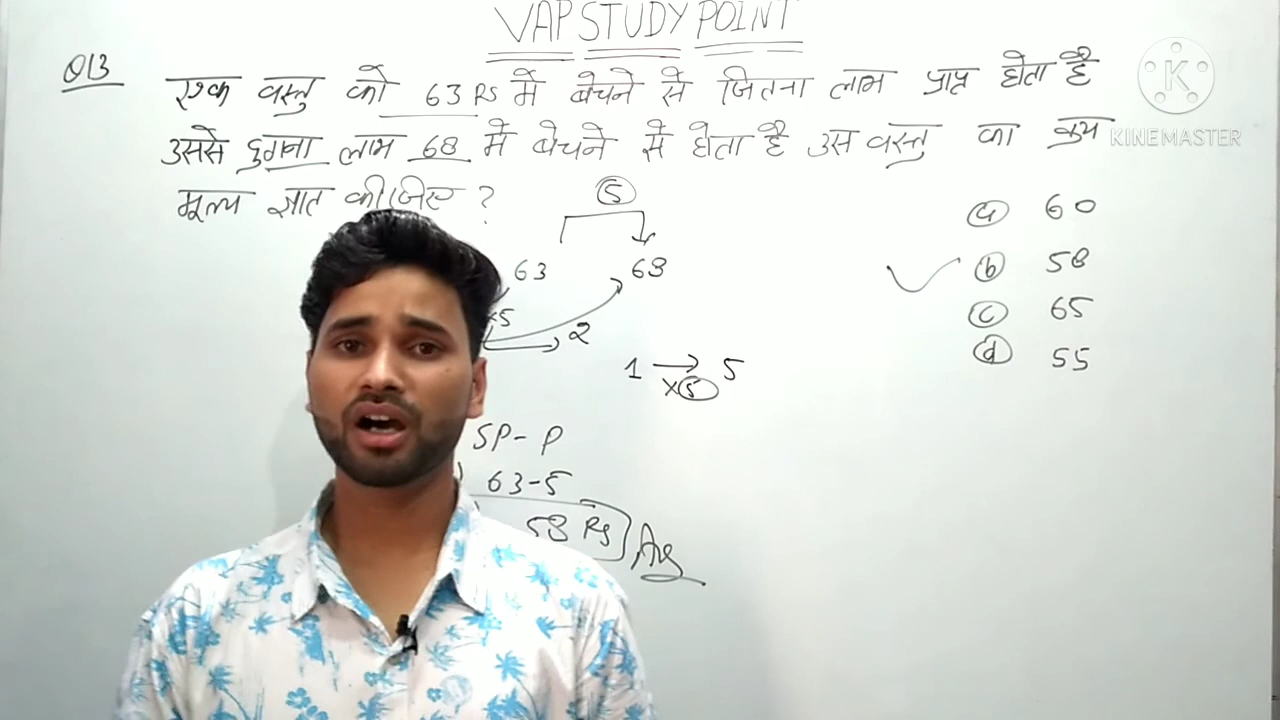 VAP STUDY POINT
Q13 एक वस्तु को 63 Rs में बेचने से जितना लाभ प्राप्त होता है
उससे दुगना लाभ 68 में बेचने से होता है उस वस्तु का क्रय
मूल्य ज्ञात कीजिए ?
K
KINEMASTER
5
63 68
×5
2
1 → 5
×5
SP - P
63-5
58 Rs Ans
a 60
b 58
c 65
d 55